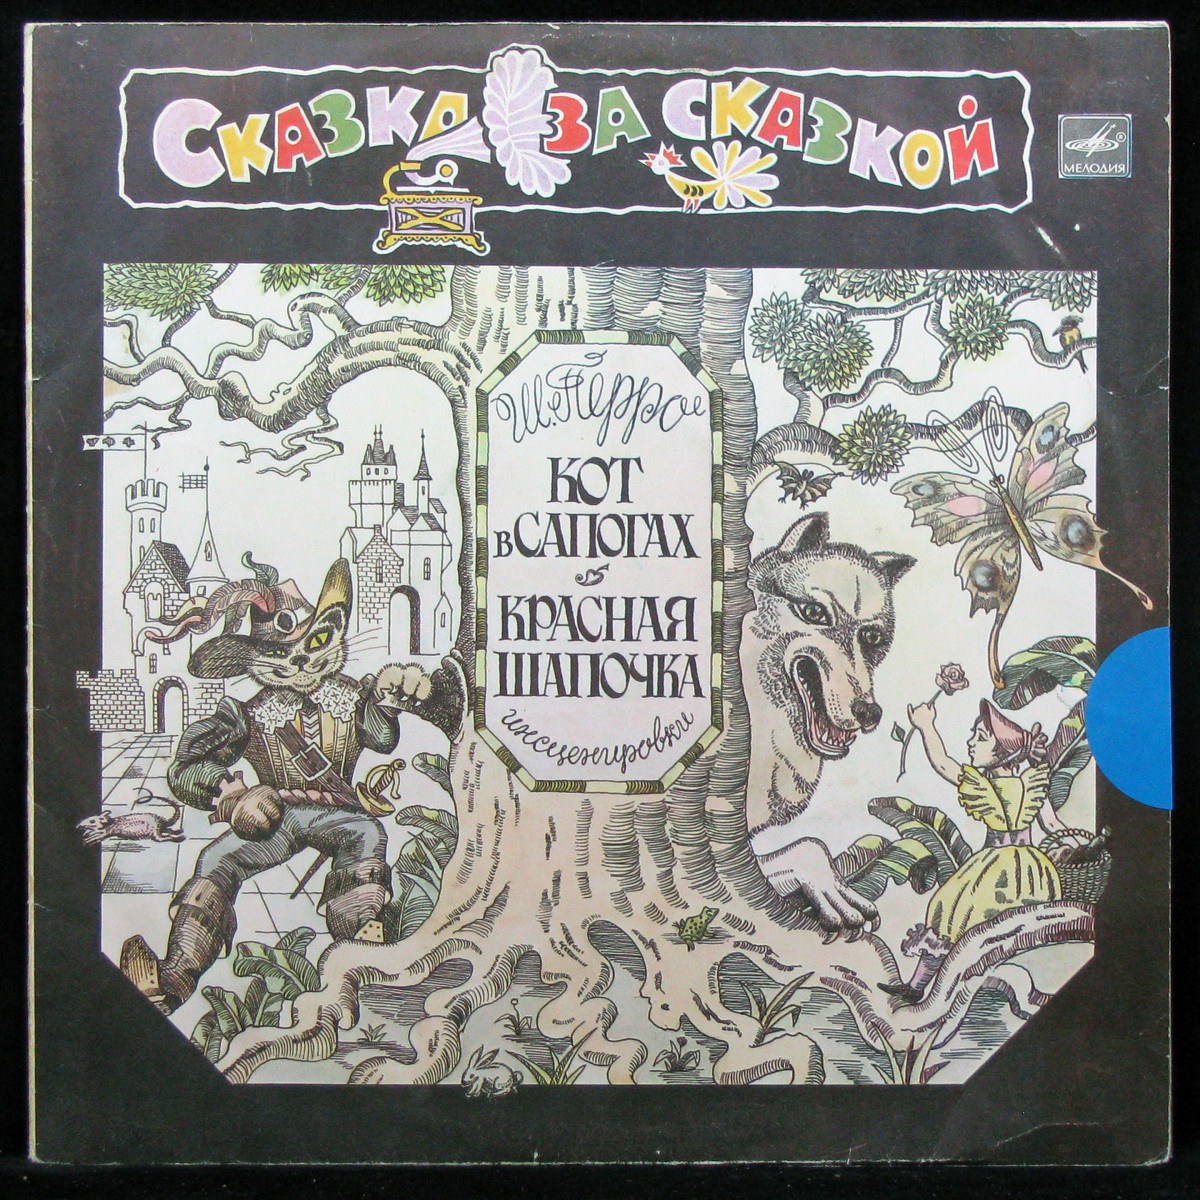 СКАЗКА ЗА СКАЗКОЙ
МЕЛОДИЯ
Ш. Перро
КОТ
В САПОГАХ
КРАСНАЯ
ШАПОЧКА
инсценировки